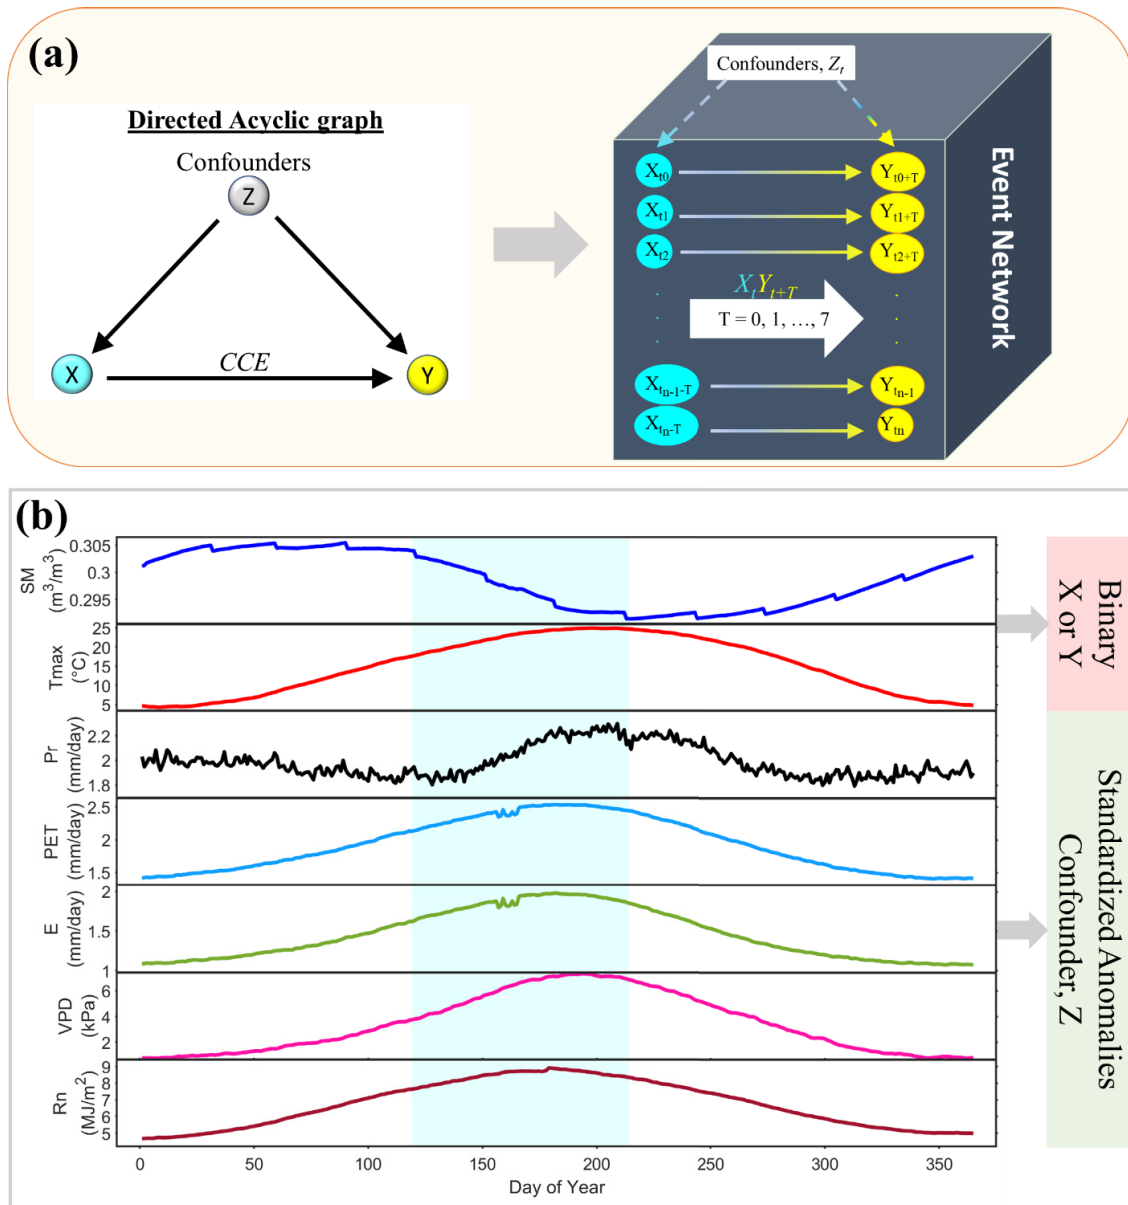 (a)
Directed Acyclic graph
Confounders
Z
X
CCE
Y
Confounders, Zt
Xt0
Yt0+T
Xt1
Yt1+T
Xt2
Yt2+T
XtYt+T
T = 0, 1, …, 7
Xtn-1-T
Ytn-1
Xtn-T
Ytn
Event Network
(b)
SM
(m³/m³)
0.305
0.3
0.295
Tmax
(°C)
25
20
15
10
5
Pr
(mm/day)
2.2
2
1.8
PET
(mm/day)
2.5
2
1.5
E
(mm/day)
2
1.5
1
VPD
(kPa)
6
4
2
Rn
(MJ/m²)
9
8
7
6
5
0
50
100
150
200
250
300
350
Day of Year
Binary
X or Y
Standardized Anomalies
Confounder, Z